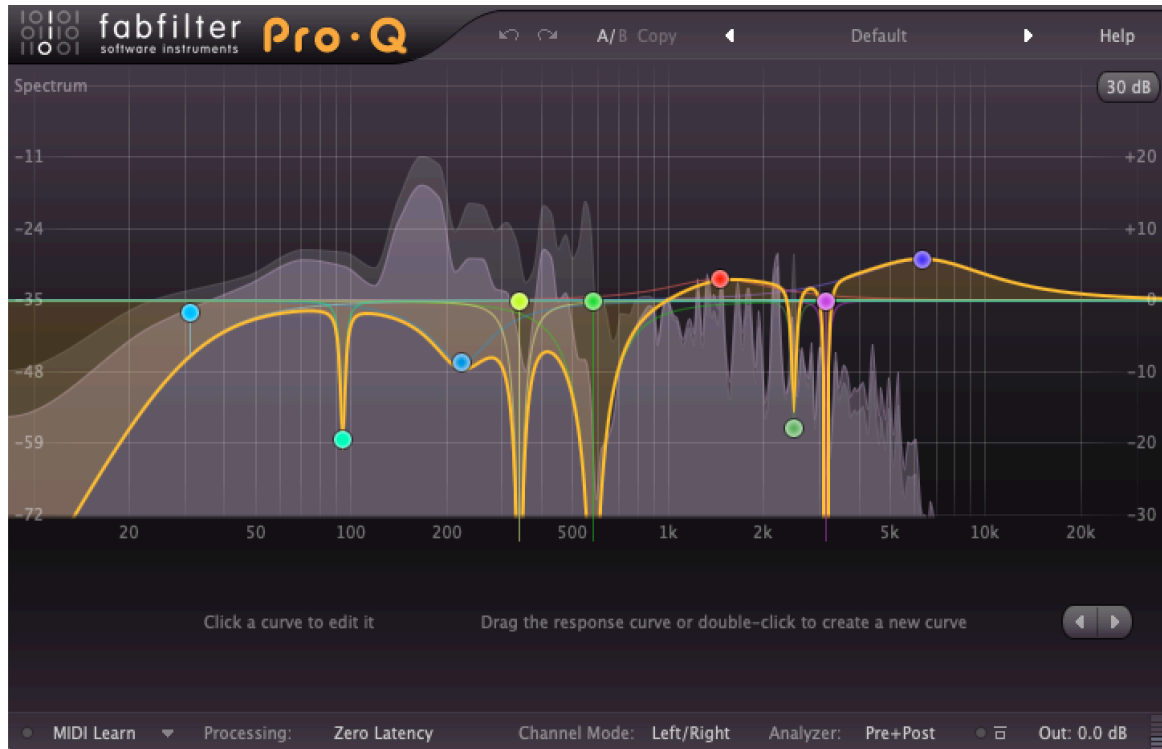 fabfilter
software instruments
Pro·Q
A/B Copy
Default
Help
Spectrum
30 dB
-11 +20
-24 +10
-35 0
-48 -10
-59 -20
-72 -30
20 50 100 200 500 1k 2k 5k 10k 20k
Click a curve to edit it
Drag the response curve or double-click to create a new curve
MIDI Learn Processing: Zero Latency Channel Mode: Left/Right Analyzer: Pre+Post Out: 0.0 dB